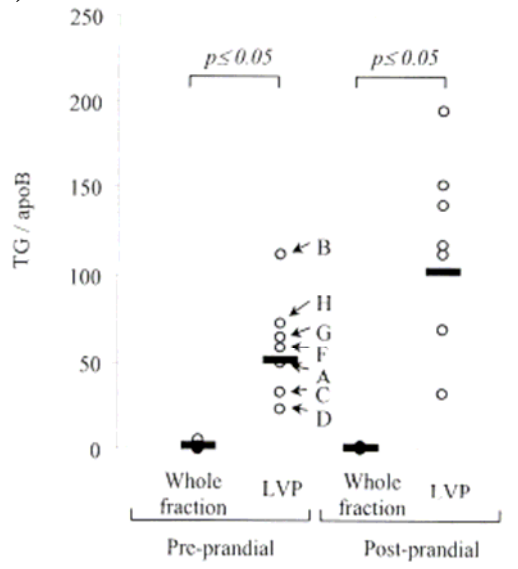 250
200
150
100
50
0
TG / apoB
p≤ 0.05
p≤ 0.05
B
H
G
F
A
C
D
Whole
fraction
LVP
Whole
fraction
LVP
Pre-prandial
Post-prandial